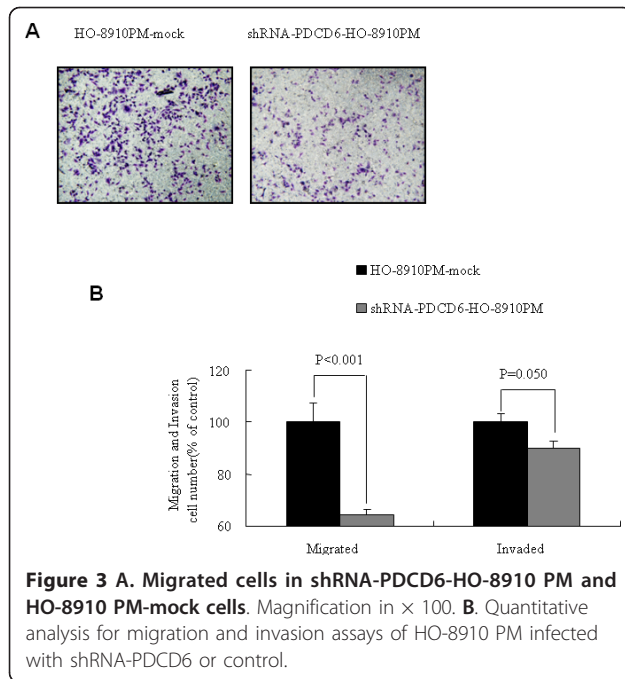 A
HO-8910PM-mock shRNA-PDCD6-HO-8910PM
B
HO-8910PM-mock
shRNA-PDCD6-HO-8910PM
Migration and Invasion
cell number(% of control)
120
100
80
60
P<0.001
P=0.050
Migrated Invaded
Figure 3 A. Migrated cells in shRNA-PDCD6-HO-8910 PM and
HO-8910 PM-mock cells. Magnification in × 100. B. Quantitative
analysis for migration and invasion assays of HO-8910 PM infected
with shRNA-PDCD6 or control.